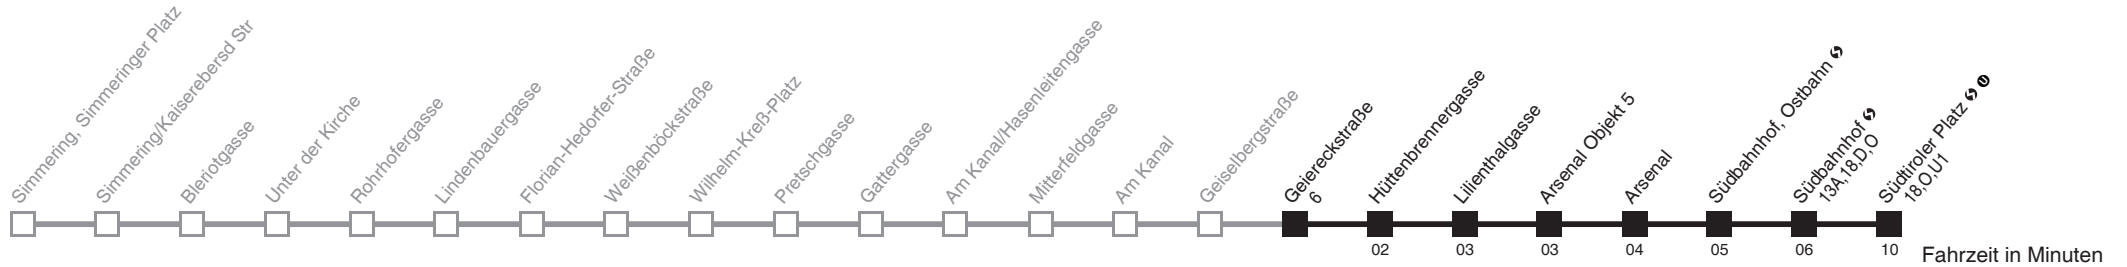 Simmering, Simmeringer Platz
Simmering/Kaiserebersd Str
Bleriotgasse
Unter der Kirche
Rohrhofergasse
Lindenbauergasse
Florian-Hedorfer-Straße
Weißenböckstraße
Wilhelm-Kreß-Platz
Pretschgasse
Gattergasse
Am Kanal/Hasenleitengasse
Mitterfeldgasse
Am Kanal
Geiselbergstraße
Geiereckstraße
6
Hüttenbrennergasse
Lilienthalgasse
Arsenal Objekt 5
Arsenal
Südbahnhof, Ostbahn S
Südbahnhof S
13A,18,D,O
Südtiroler Platz S U
18,O,U1
02 03 03 04 05 06 10 Fahrzeit in Minuten